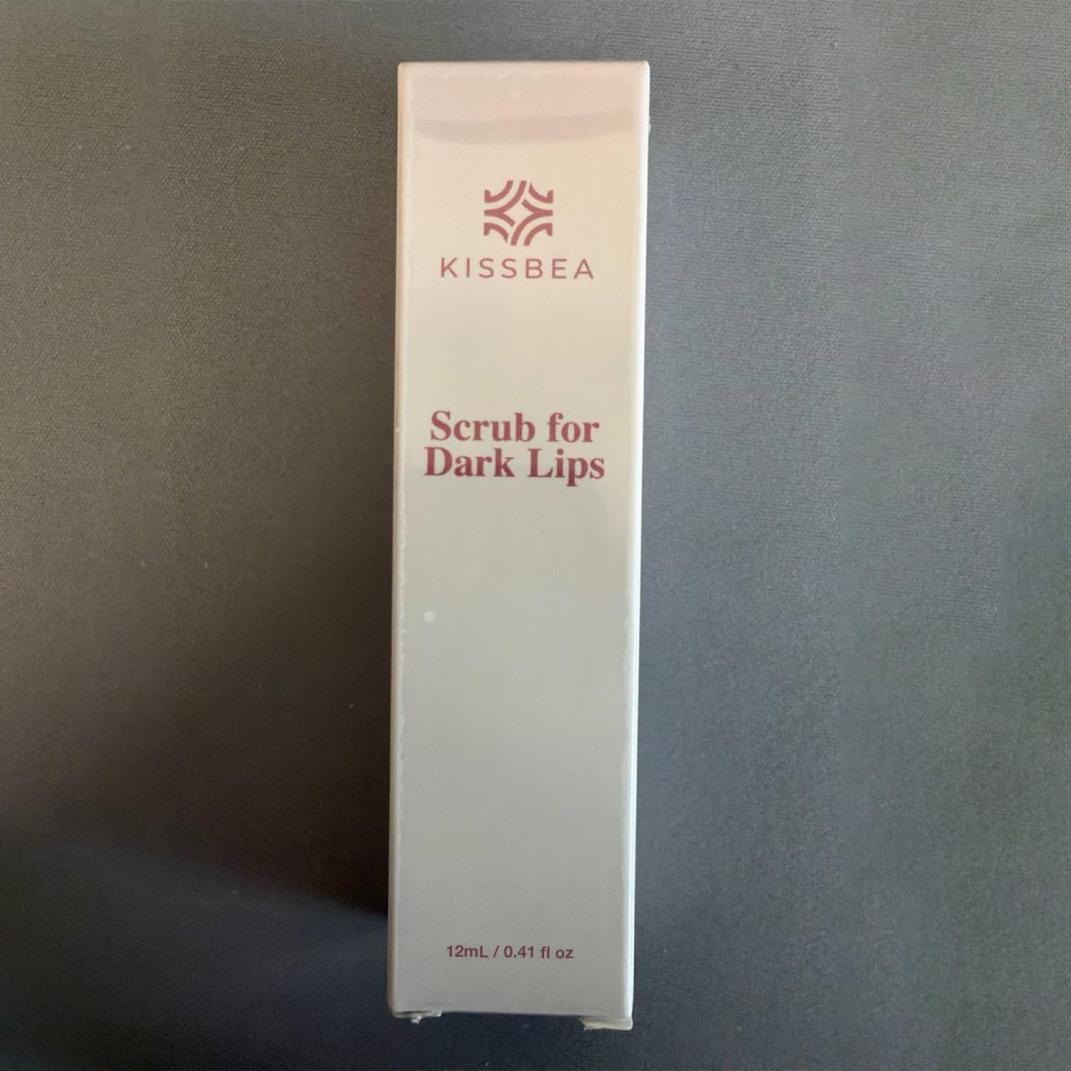 KISSBEA
Scrub for
Dark Lips
12mL / 0.41 fl oz